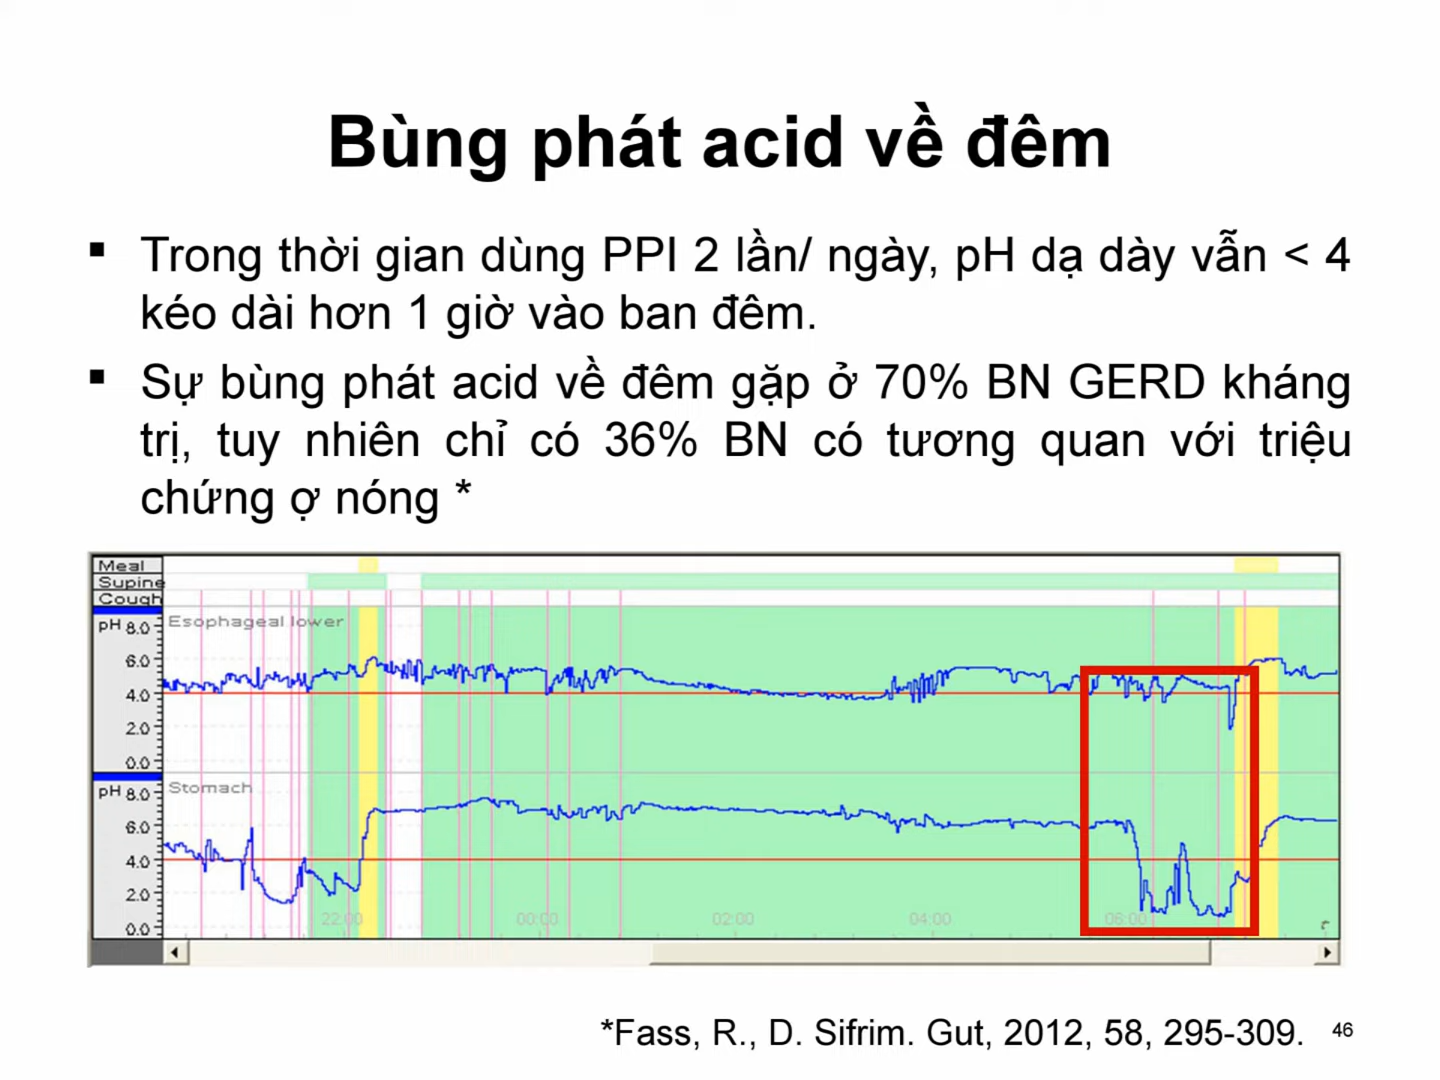 Bùng phát acid về đêm
▪ Trong thời gian dùng PPI 2 lần/ ngày, pH dạ dày vẫn < 4
kéo dài hơn 1 giờ vào ban đêm.
▪ Sự bùng phát acid về đêm gặp ở 70% BN GERD kháng
trị, tuy nhiên chỉ có 36% BN có tương quan với triệu
chứng ợ nóng *
Meal
Supine
Cough
pH 8.0 Esophageal lower
6.0
4.0
2.0
0.0
pH 8.0 Stomach
6.0
4.0
2.0
0.0
22:00 00:00 02:00 04:00 06:00
*Fass, R., D. Sifrim. Gut, 2012, 58, 295-309. 46